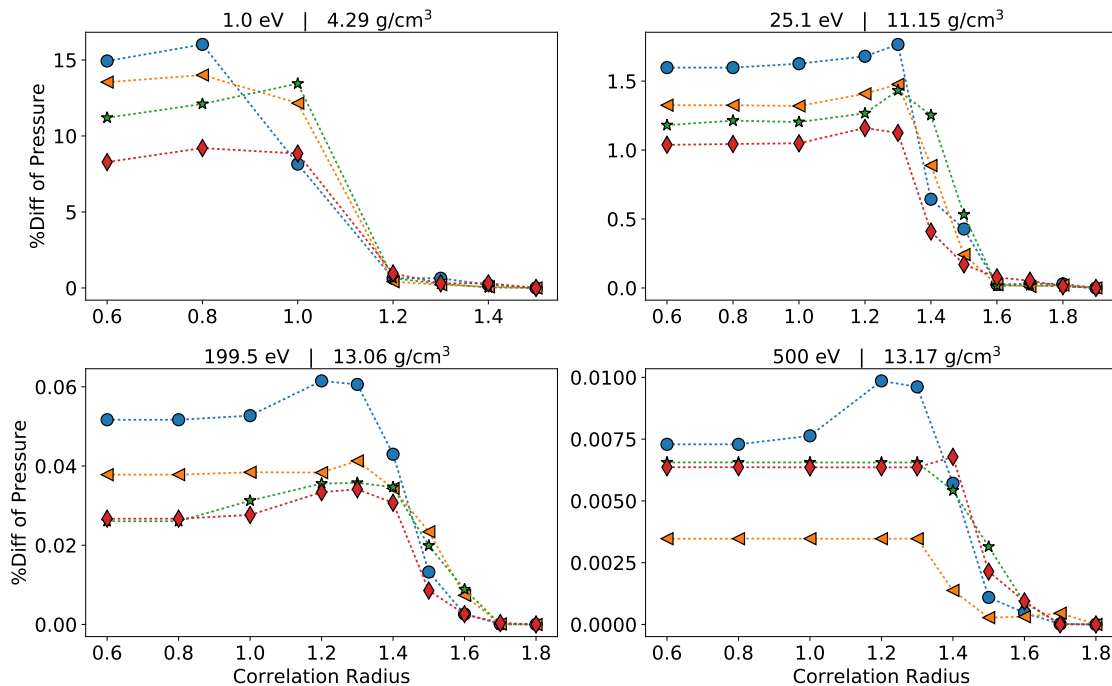 1.0 eV | 4.29 g/cm³
25.1 eV | 11.15 g/cm³
%Diff of Pressure
15
10
5
0
0.6 0.8 1.0 1.2 1.4
1.5
1.0
0.5
0.0
0.6 0.8 1.0 1.2 1.4 1.6 1.8
199.5 eV | 13.06 g/cm³
500 eV | 13.17 g/cm³
%Diff of Pressure
0.06
0.04
0.02
0.00
0.6 0.8 1.0 1.2 1.4 1.6 1.8
Correlation Radius
0.0100
0.0075
0.0050
0.0025
0.0000
0.6 0.8 1.0 1.2 1.4 1.6 1.8
Correlation Radius